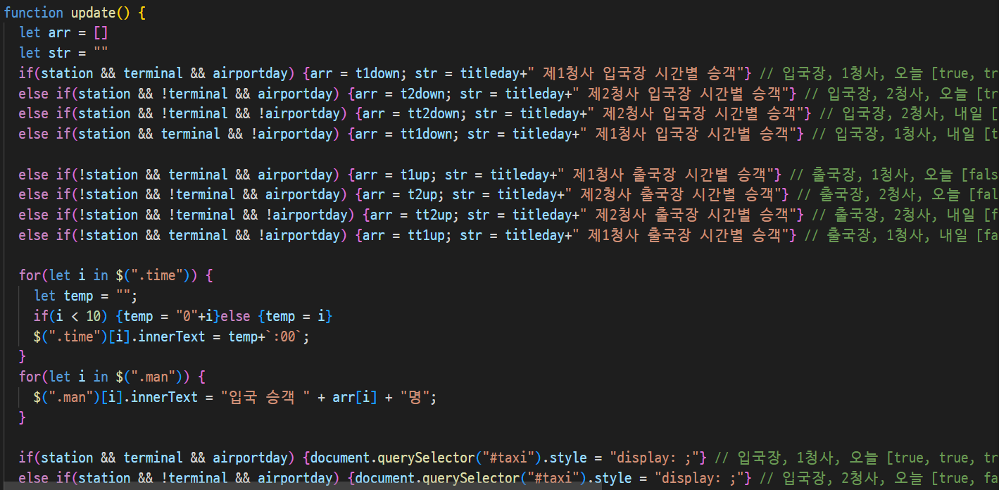 function update() {
let arr = []
let str = ""
if(station && terminal && airportday) {arr = t1down; str = titleday+" 제1청사 입국장 시간별 승객"} // 입국장, 1청사, 오늘 [true, tr
else if(station && !terminal && airportday) {arr = t2down; str = titleday+" 제2청사 입국장 시간별 승객"} // 입국장, 2청사, 오늘 [tr
else if(station && !terminal && !airportday) {arr = tt2down; str = titleday+" 제2청사 입국장 시간별 승객"} // 입국장, 2청사, 내일 [
else if(station && terminal && !airportday) {arr = tt1down; str = titleday+" 제1청사 입국장 시간별 승객"} // 입국장, 1청사, 내일 [t
else if(!station && terminal && airportday) {arr = t1up; str = titleday+" 제1청사 출국장 시간별 승객"} // 출국장, 1청사, 오늘 [fals
else if(!station && !terminal && airportday) {arr = t2up; str = titleday+" 제2청사 출국장 시간별 승객"} // 출국장, 2청사, 오늘 [fal
else if(!station && !terminal && !airportday) {arr = tt2up; str = titleday+" 제2청사 출국장 시간별 승객"} // 출국장, 2청사, 내일 [f
else if(!station && terminal && !airportday) {arr = tt1up; str = titleday+" 제1청사 출국장 시간별 승객"} // 출국장, 1청사, 내일 [fa
for(let i in $(".time")) {
let temp = "";
if(i < 10) {temp = "0"+i}else {temp = i}
$(".time")[i].innerText = temp+`:00`;
}
for(let i in $(".man")) {
$(".man")[i].innerText = "입국 승객 " + arr[i] + "명";
}
if(station && terminal && airportday) {document.querySelector("#taxi").style = "display: ;"} // 입국장, 1청사, 오늘 [true, true, tr
else if(station && !terminal && airportday) {document.querySelector("#taxi").style = "display: ;"} // 입국장, 2청사, 오늘 [true, fa